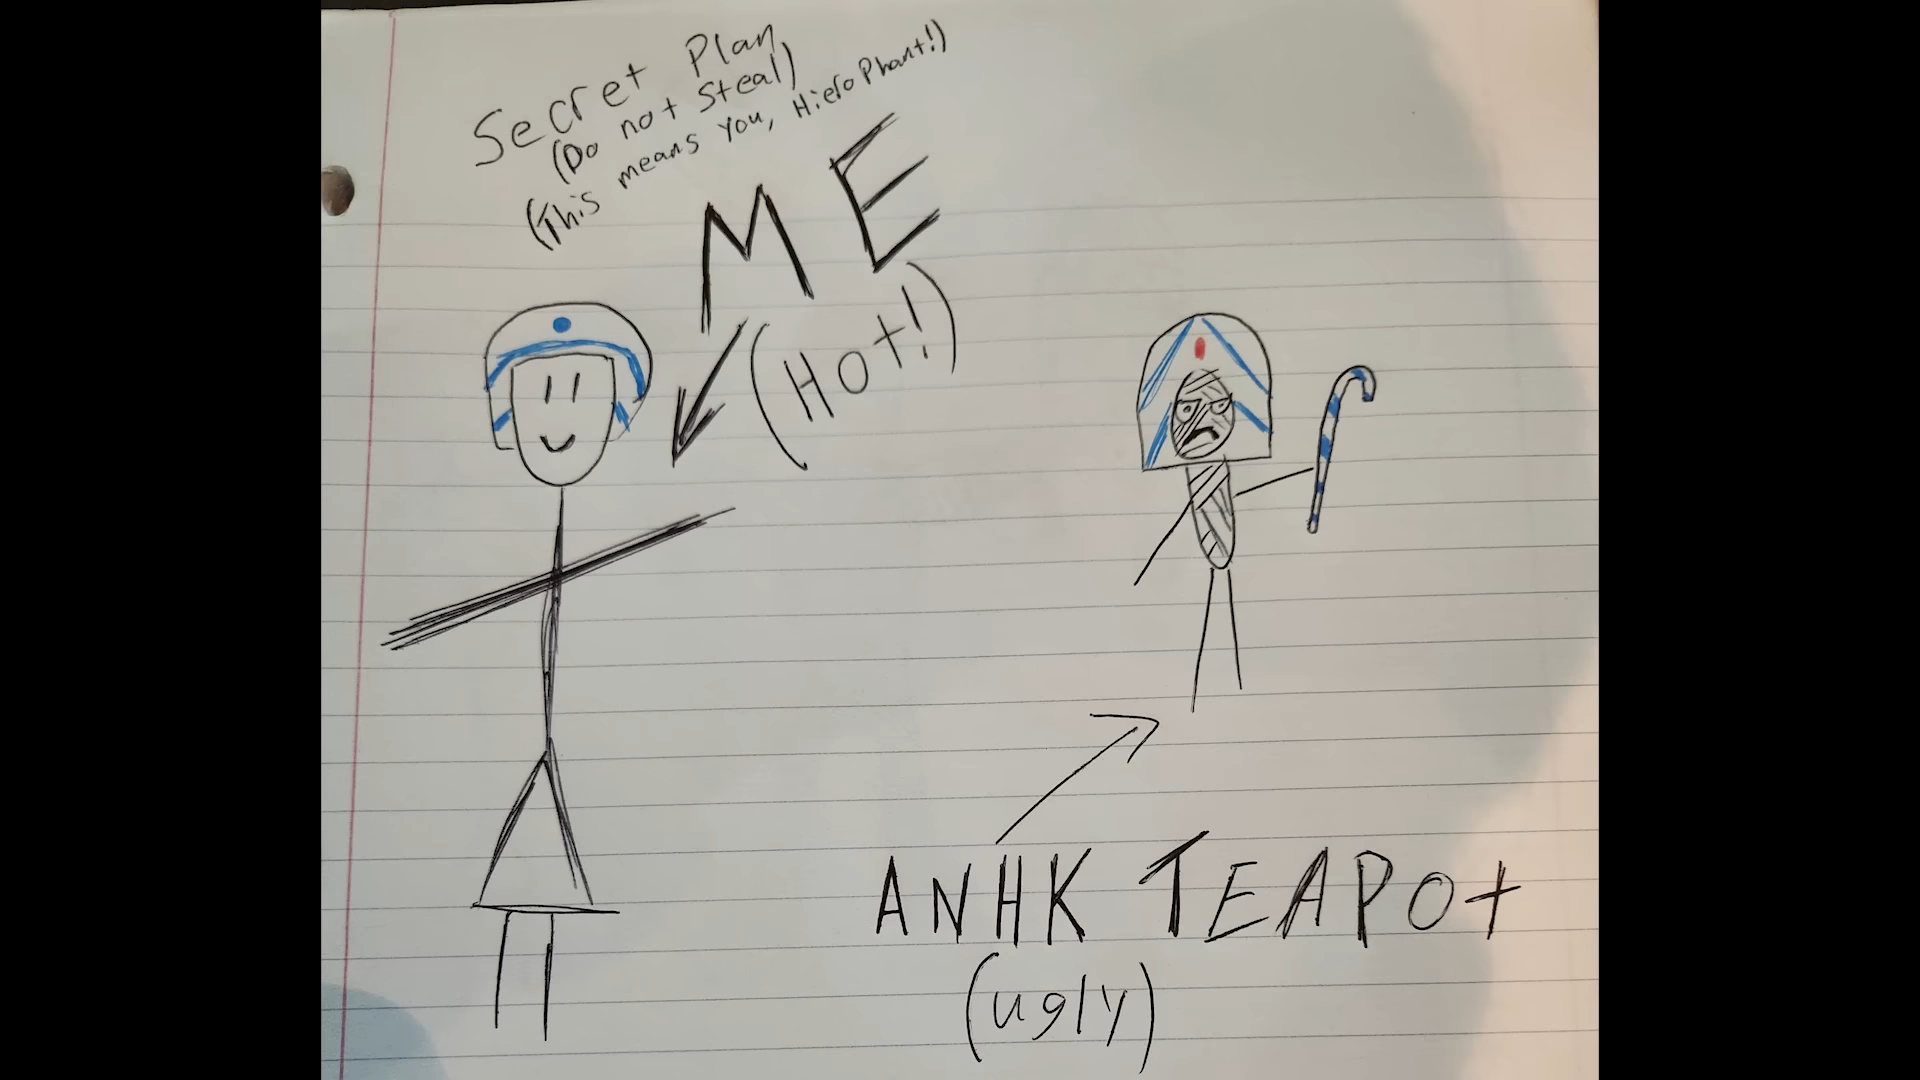 Secret Plan
(Do not Steal)
(This means you, HieroPhant!)
ME
(Hot!)
ANHK TEAPOt
(ugly)